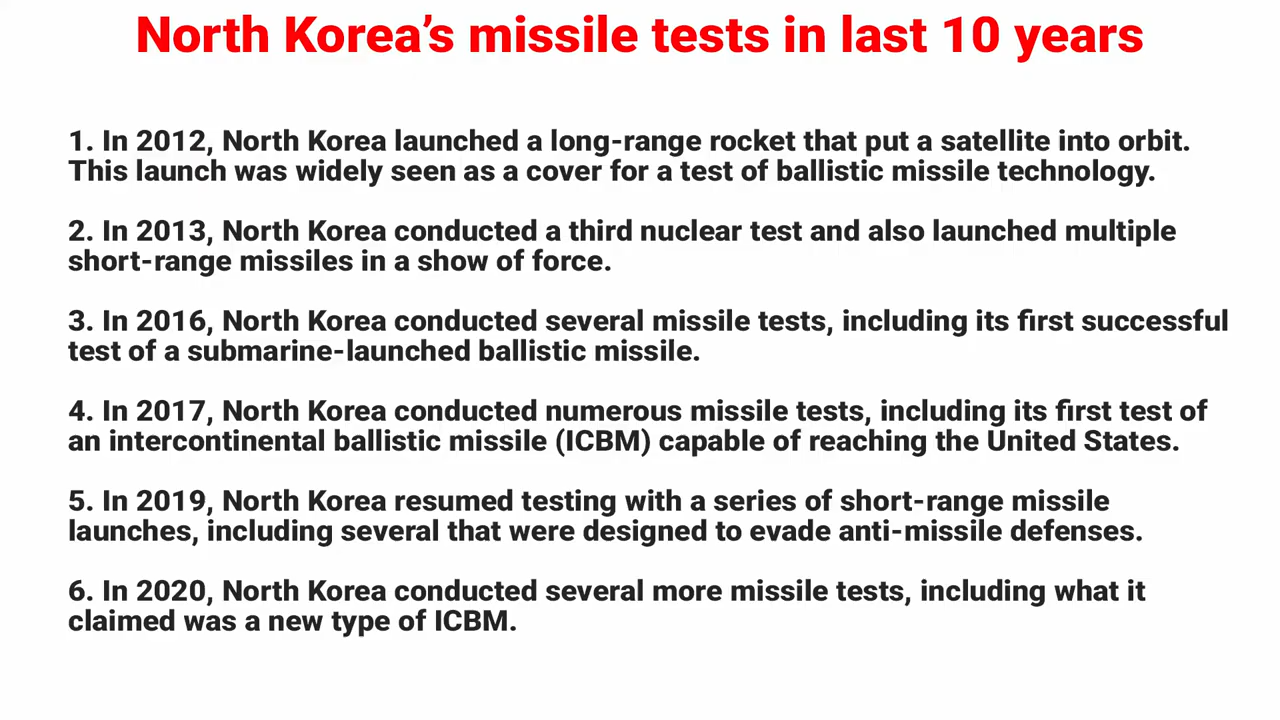 North Korea’s missile tests in last 10 years
1. In 2012, North Korea launched a long-range rocket that put a satellite into orbit.
This launch was widely seen as a cover for a test of ballistic missile technology.
2. In 2013, North Korea conducted a third nuclear test and also launched multiple
short-range missiles in a show of force.
3. In 2016, North Korea conducted several missile tests, including its first successful
test of a submarine-launched ballistic missile.
4. In 2017, North Korea conducted numerous missile tests, including its first test of
an intercontinental ballistic missile (ICBM) capable of reaching the United States.
5. In 2019, North Korea resumed testing with a series of short-range missile
launches, including several that were designed to evade anti-missile defenses.
6. In 2020, North Korea conducted several more missile tests, including what it
claimed was a new type of ICBM.